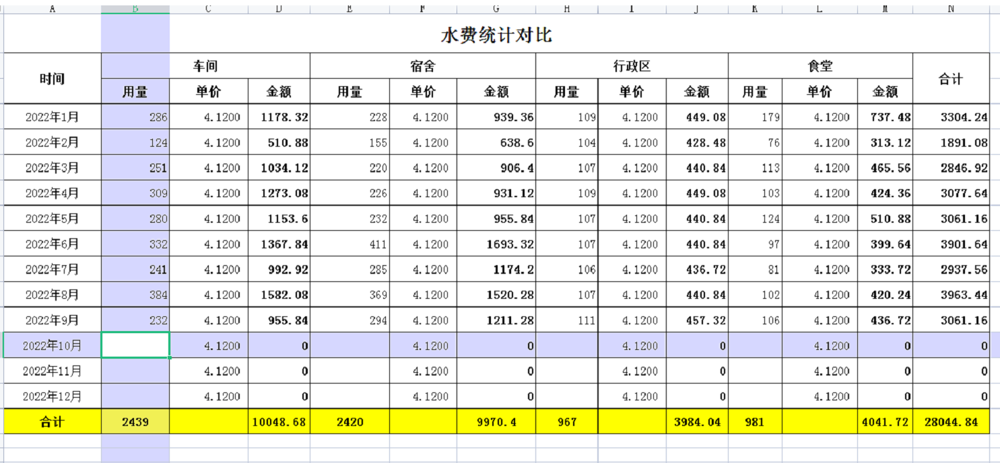 A B C D E F G H I J K L M N
水费统计对比
时间 车间 宿舍 行政区 食堂 合计
用量 单价 金额 用量 单价 金额 用量 单价 金额 用量 单价 金额
2022年1月 286 4.1200 1178.32 228 4.1200 939.36 109 4.1200 449.08 179 4.1200 737.48 3304.24
2022年2月 124 4.1200 510.88 155 4.1200 638.6 104 4.1200 428.48 76 4.1200 313.12 1891.08
2022年3月 251 4.1200 1034.12 220 4.1200 906.4 107 4.1200 440.84 113 4.1200 465.56 2846.92
2022年4月 309 4.1200 1273.08 226 4.1200 931.12 109 4.1200 449.08 103 4.1200 424.36 3077.64
2022年5月 280 4.1200 1153.6 232 4.1200 955.84 107 4.1200 440.84 124 4.1200 510.88 3061.16
2022年6月 332 4.1200 1367.84 411 4.1200 1693.32 107 4.1200 440.84 97 4.1200 399.64 3901.64
2022年7月 241 4.1200 992.92 285 4.1200 1174.2 106 4.1200 436.72 81 4.1200 333.72 2937.56
2022年8月 384 4.1200 1582.08 369 4.1200 1520.28 107 4.1200 440.84 102 4.1200 420.24 3963.44
2022年9月 232 4.1200 955.84 294 4.1200 1211.28 111 4.1200 457.32 106 4.1200 436.72 3061.16
2022年10月 4.1200 0 4.1200 0 4.1200 0 4.1200 0 0
2022年11月 4.1200 0 4.1200 0 4.1200 0 4.1200 0 0
2022年12月 4.1200 0 4.1200 0 4.1200 0 4.1200 0 0
合计 2439 10048.68 2420 9970.4 967 3984.04 981 4041.72 28044.84